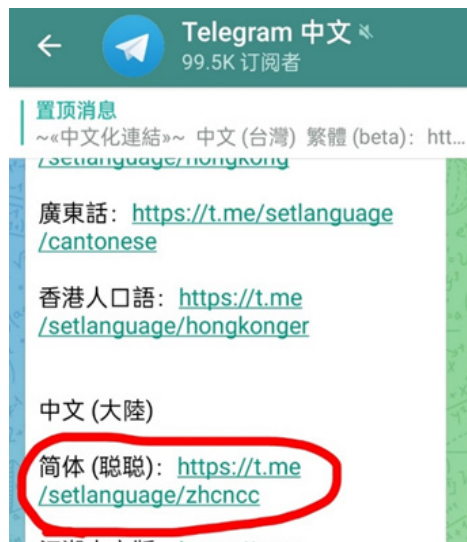 Telegram 中文
99.5K 订阅者
置顶消息
~«中文化連結»~ 中文 (台灣) 繁體 (beta)：htt...
/setlanguage/hongkong
廣東話：https://t.me/setlanguage
/cantonese
香港人口語：https://t.me
/setlanguage/hongkonger
中文 (大陸)
简体 (聪聪)：https://t.me
/setlanguage/zhcncc